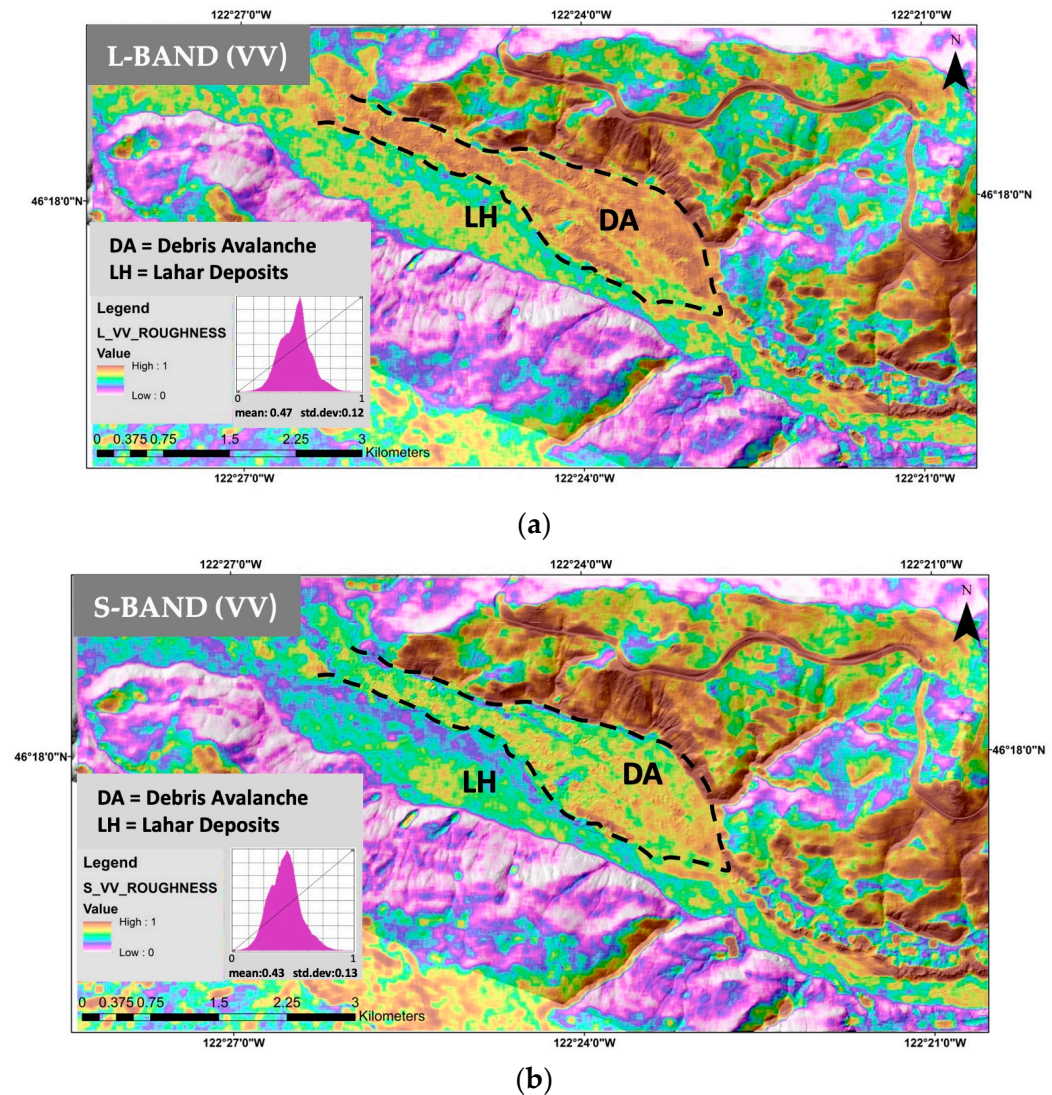 122°27'0"W 122°24'0"W 122°21'0"W
L-BAND (VV)
N
46°18'0"N 46°18'0"N
LH DA
DA = Debris Avalanche
LH = Lahar Deposits
Legend
L_VV_ROUGHNESS
Value
High : 1
Low : 0
0 1
mean: 0.47 std.dev:0.12
0 0.375 0.75 1.5 2.25 3
Kilometers
122°27'0"W 122°24'0"W 122°21'0"W
(a)
122°27'0"W 122°24'0"W 122°21'0"W
S-BAND (VV)
N
46°18'0"N 46°18'0"N
LH DA
DA = Debris Avalanche
LH = Lahar Deposits
Legend
S_VV_ROUGHNESS
Value
High : 1
Low : 0
0 1
mean:0.43 std.dev:0.13
0 0.375 0.75 1.5 2.25 3
Kilometers
122°27'0"W 122°24'0"W 122°21'0"W
(b)